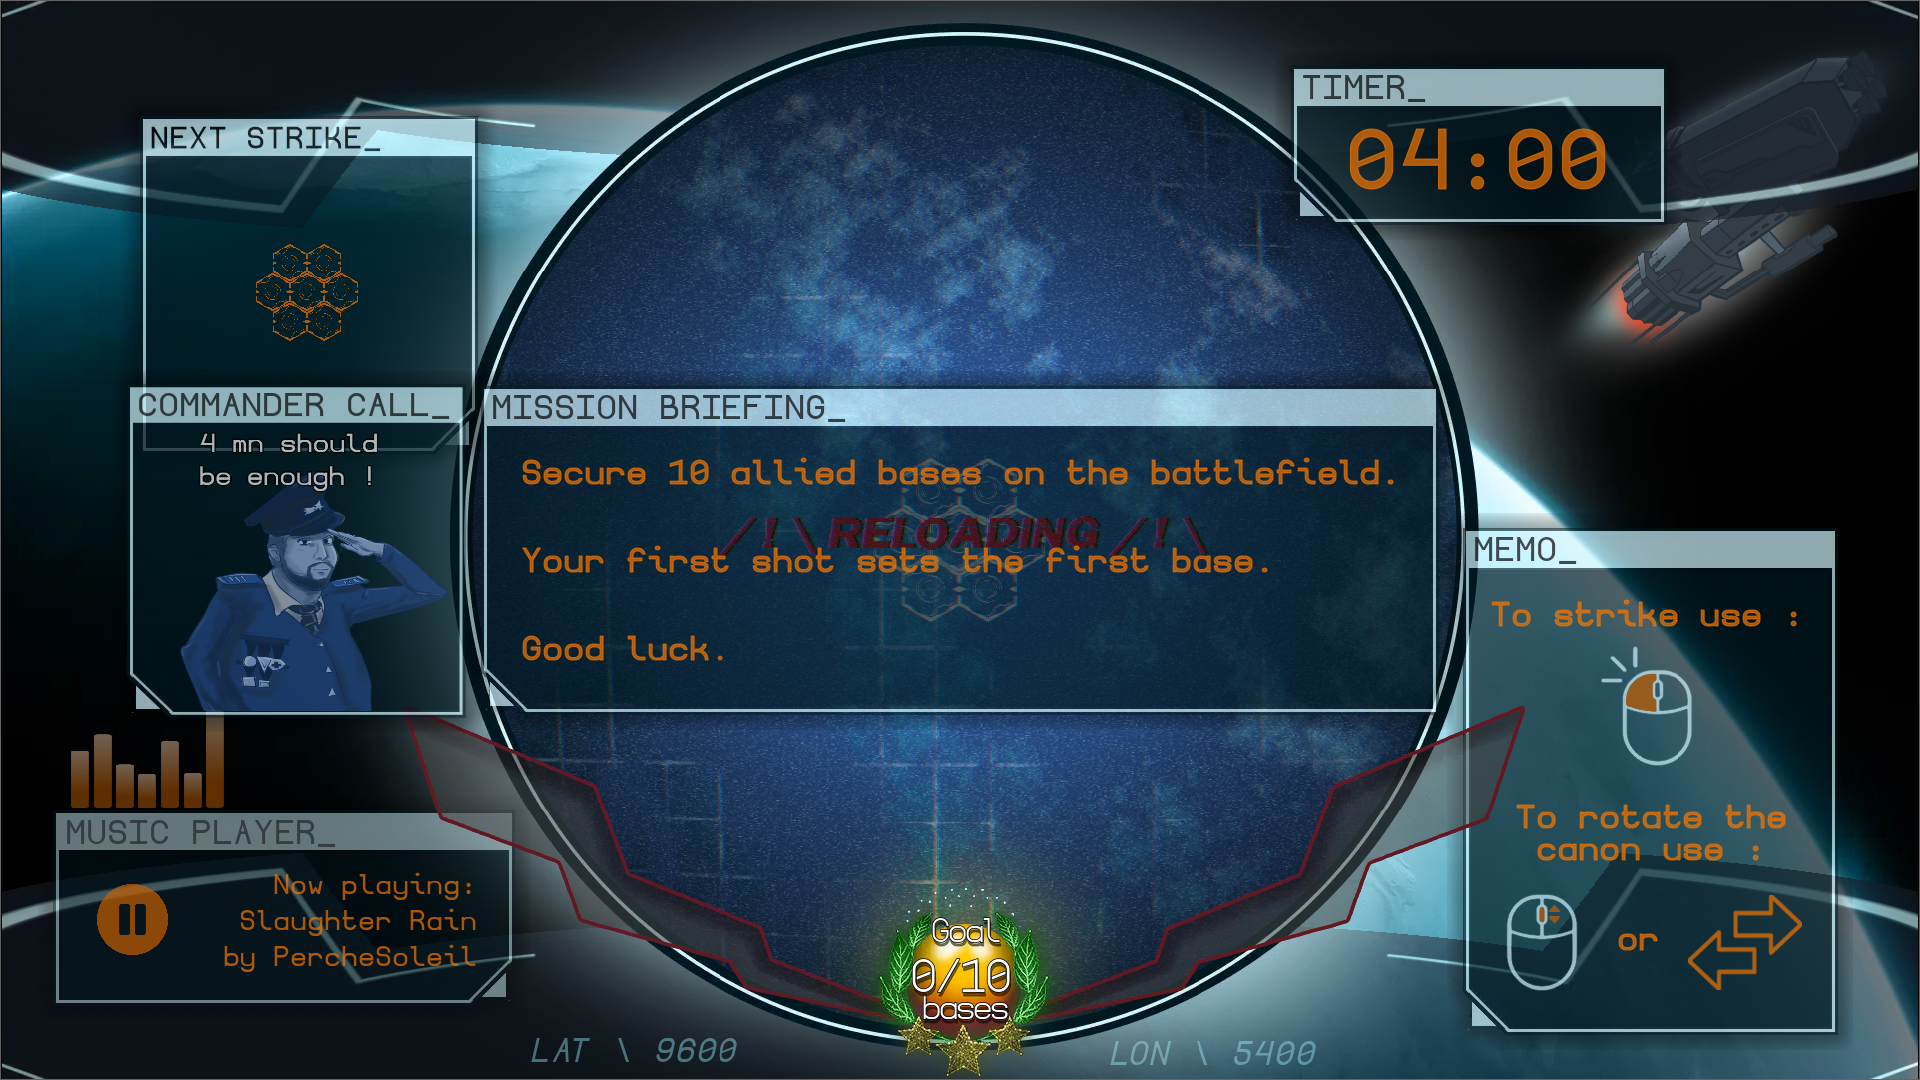 TIMER_
04:00
NEXT STRIKE_
COMMANDER CALL_
4 mn should
be enough !
MISSION BRIEFING_
Secure 10 allied bases on the battlefield.
/!\ RELOADING /!\
Your first shot sets the first base.
Good luck.
MEMO_
To strike use :
To rotate the
canon use :
or
MUSIC PLAYER_
Now playing:
Slaughter Rain
by PercheSoleil
Goal
0/10
bases
LAT \ 9600
LON \ 5400